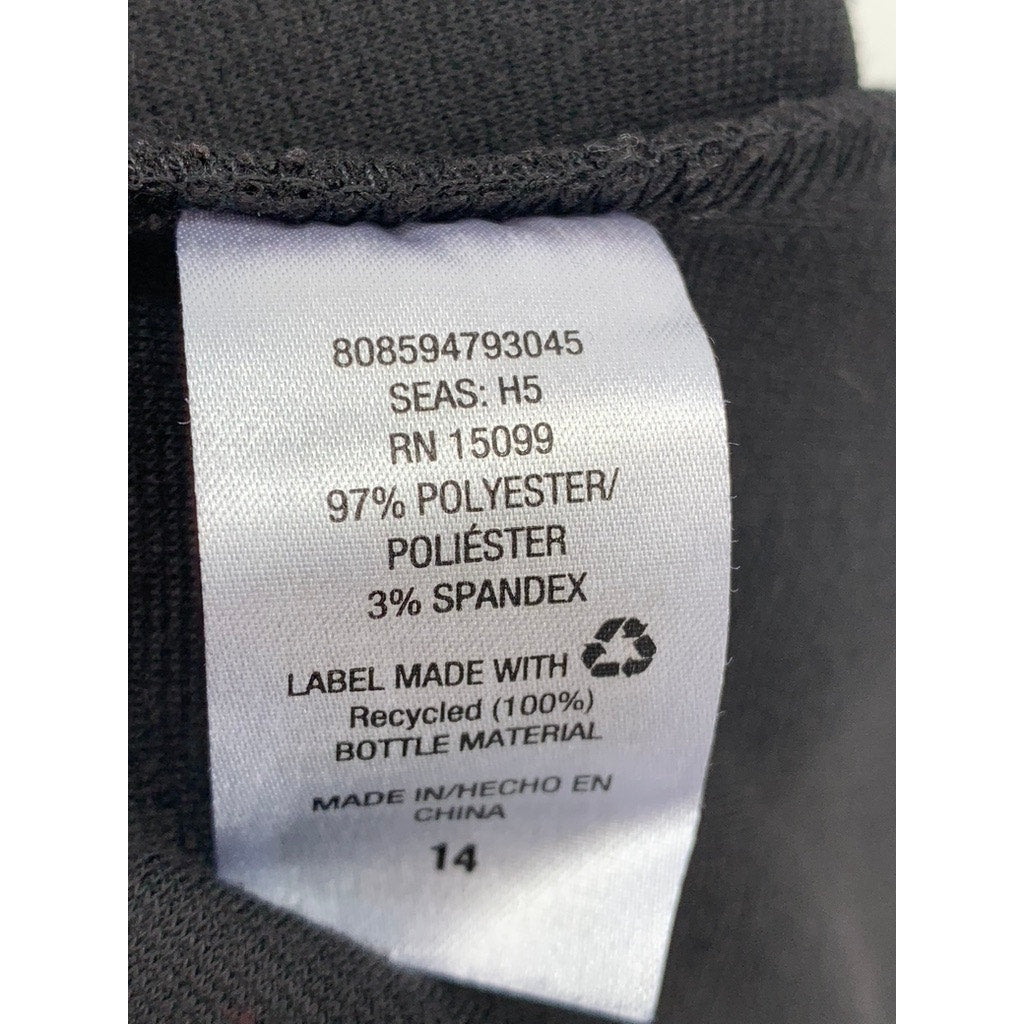 808594793045
SEAS: H5
RN 15099
97% POLYESTER/
POLIÉSTER
3% SPANDEX
LABEL MADE WITH
Recycled (100%)
BOTTLE MATERIAL
MADE IN/HECHO EN
CHINA
14